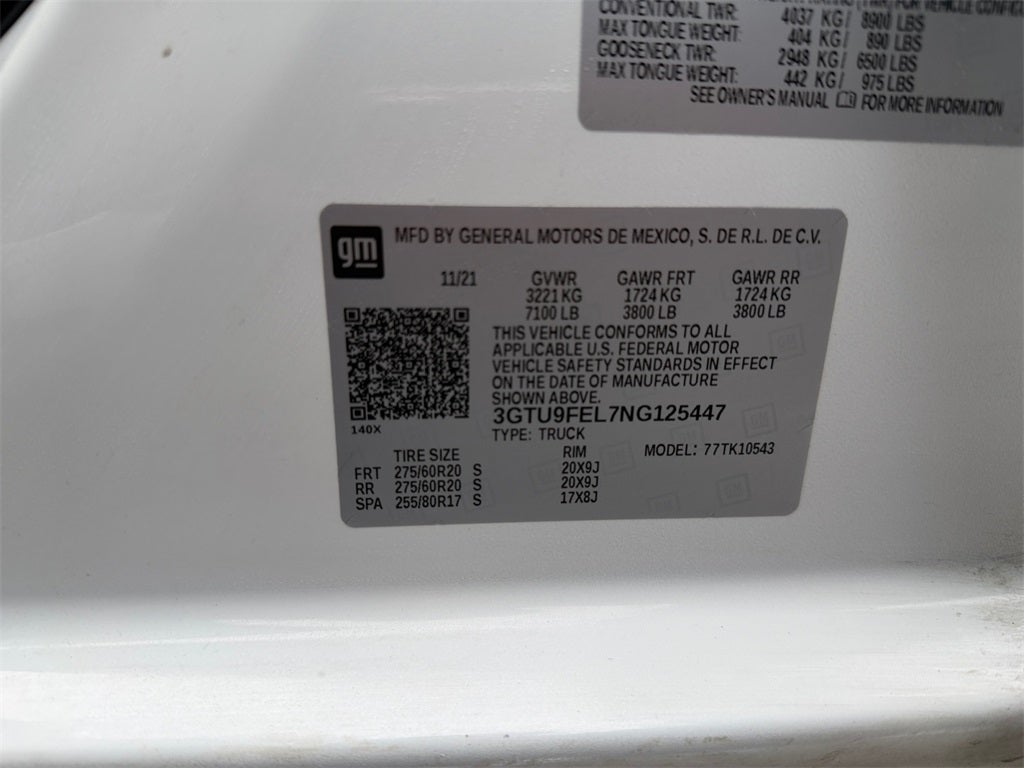 CONVENTIONAL TWR: 4037 KG/ 8900 LBS
MAX TONGUE WEIGHT: 404 KG/ 890 LBS
GOOSENECK TWR: 2948 KG/ 6500 LBS
MAX TONGUE WEIGHT: 442 KG/ 975 LBS
SEE OWNER'S MANUAL FOR MORE INFORMATION
gm
MFD BY GENERAL MOTORS DE MEXICO, S. DE R.L. DE C.V.
11/21 GVWR GAWR FRT GAWR RR
3221 KG 1724 KG 1724 KG
7100 LB 3800 LB 3800 LB
THIS VEHICLE CONFORMS TO ALL
APPLICABLE U.S. FEDERAL MOTOR
VEHICLE SAFETY STANDARDS IN EFFECT
ON THE DATE OF MANUFACTURE
SHOWN ABOVE.
3GTU9FEL7NG125447
140X
TYPE: TRUCK
TIRE SIZE RIM MODEL: 77TK10543
FRT 275/60R20 S 20X9J
RR 275/60R20 S 20X9J
SPA 255/80R17 S 17X8J